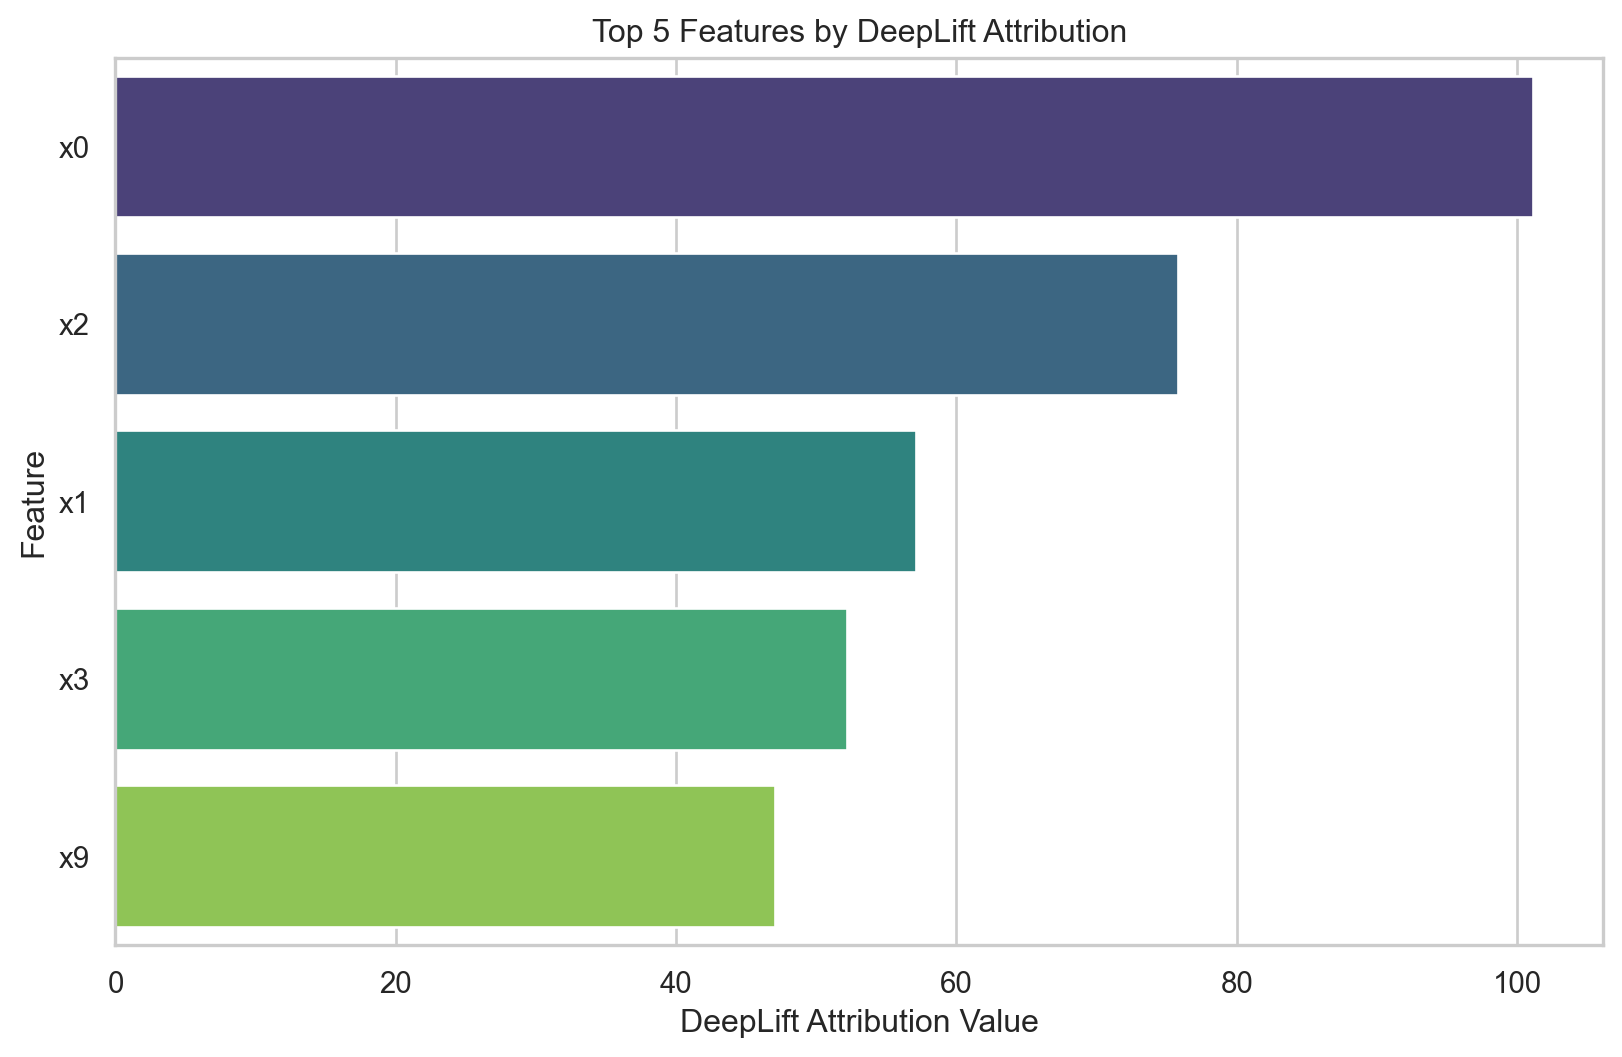 Top 5 Features by DeepLift Attribution
Feature
x0
x2
x1
x3
x9
0 20 40 60 80 100
DeepLift Attribution Value